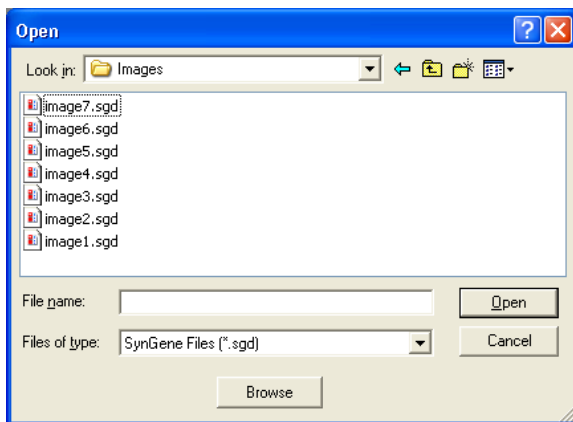 Open
Look in: Images
image7.sgd
image6.sgd
image5.sgd
image4.sgd
image3.sgd
image2.sgd
image1.sgd
File name: Open
Files of type: SynGene Files (*.sgd) Cancel
Browse